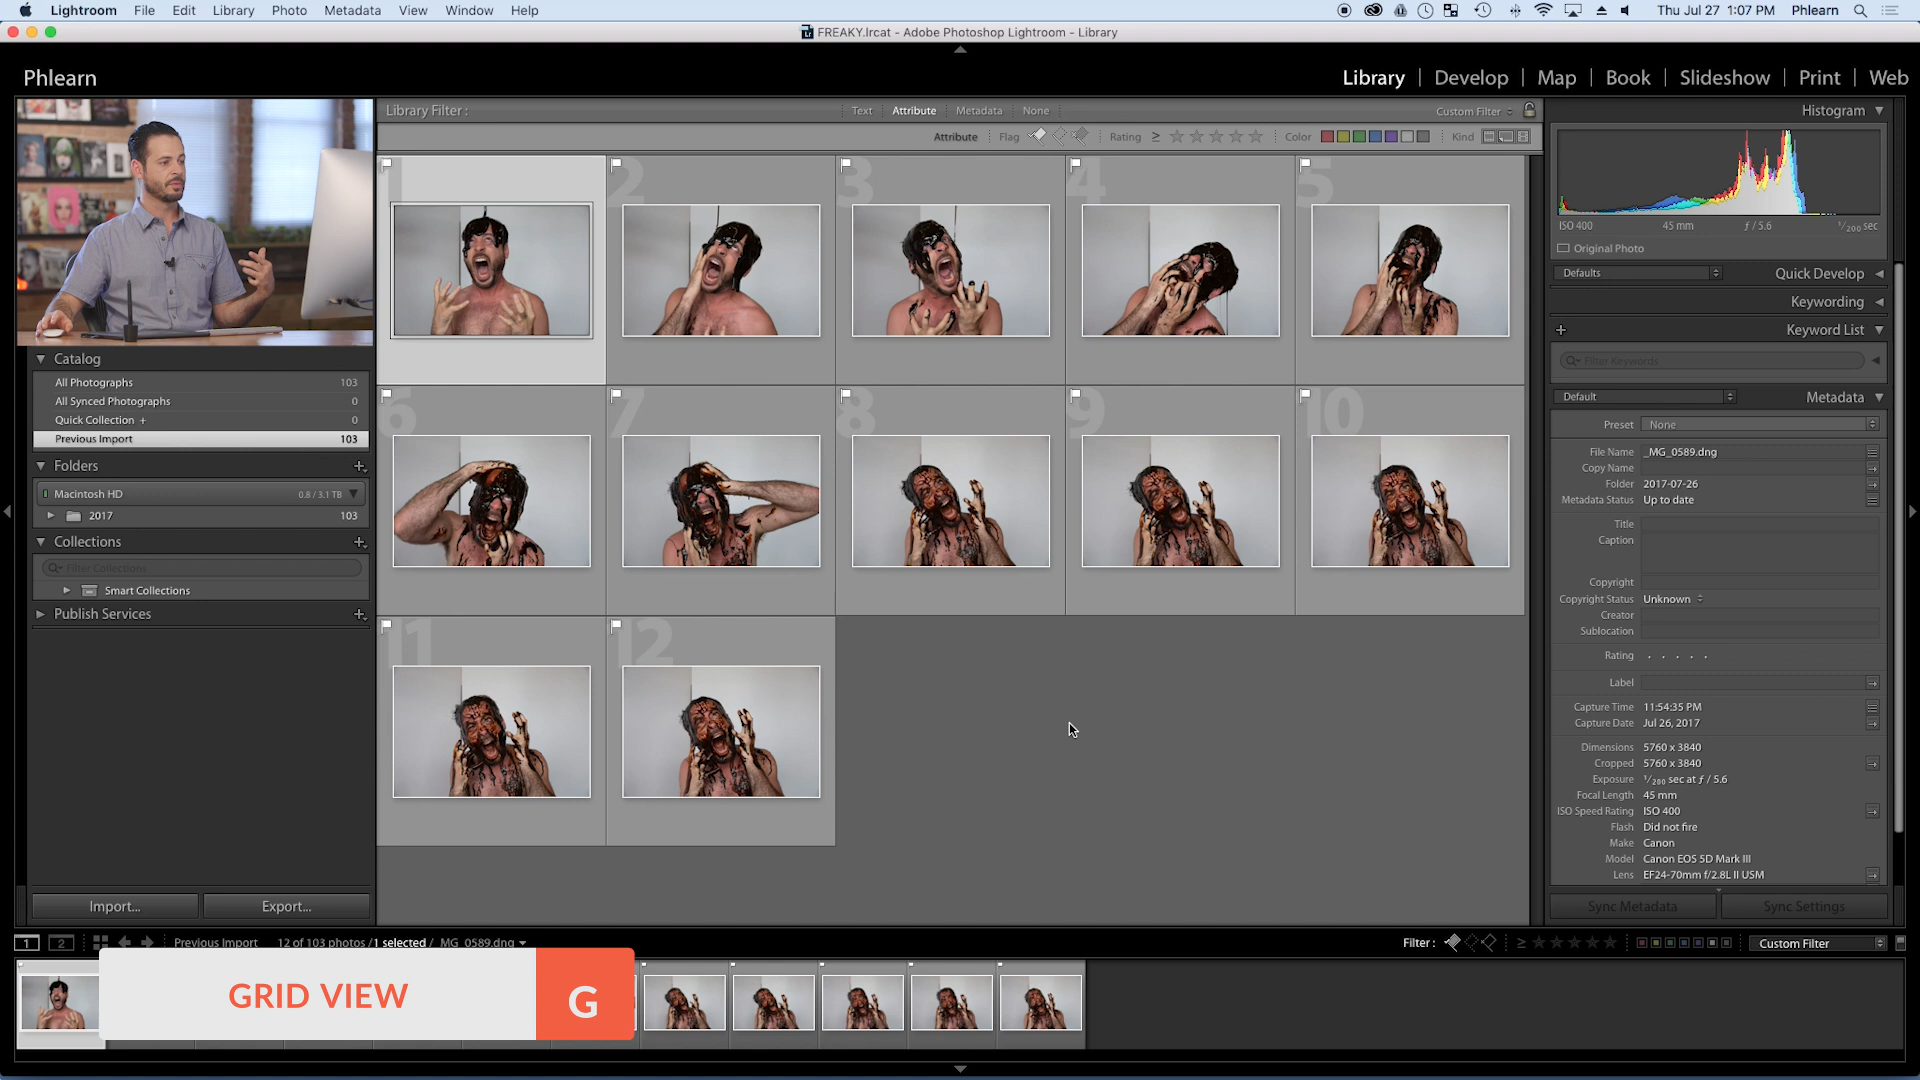 Lightroom File Edit Library Photo Metadata View Window Help Thu Jul 27 1:07 PM Phlearn
FREAKY.lrcat - Adobe Photoshop Lightroom - Library
Phlearn
Library | Develop | Map | Book | Slideshow | Print | Web
Library Filter : Text Attribute Metadata None Custom Filter
Attribute Flag Rating ≥ Color Kind
1 2 3 4 5
6 7 8 9 10
11 12
Catalog
All Photographs 103
All Synced Photographs 0
Quick Collection + 0
Previous Import 103
Folders
Macintosh HD 0.8 / 3.1 TB
2017 103
Collections
Filter Collections
Smart Collections
Publish Services
Import... Export...
Histogram
ISO 400 45 mm ƒ / 5.6 1/200 sec
Original Photo
Defaults Quick Develop
Keywording
Keyword List
Filter Keywords
Default Metadata
Preset None
File Name _MG_0589.dng
Copy Name
Folder 2017-07-26
Metadata Status Up to date
Title
Caption
Copyright
Copyright Status Unknown
Creator
Sublocation
Rating . . . . .
Label
Capture Time 11:54:35 PM
Capture Date Jul 26, 2017
Dimensions 5760 x 3840
Cropped 5760 x 3840
Exposure 1/200 sec at ƒ / 5.6
Focal Length 45 mm
ISO Speed Rating ISO 400
Flash Did not fire
Make Canon
Model Canon EOS 5D Mark III
Lens EF24-70mm f/2.8L II USM
Sync Metadata Sync Settings
1 2 Previous Import 12 of 103 photos / 1 selected / _MG_0589.dng Filter : ≥ Custom Filter
GRID VIEW G